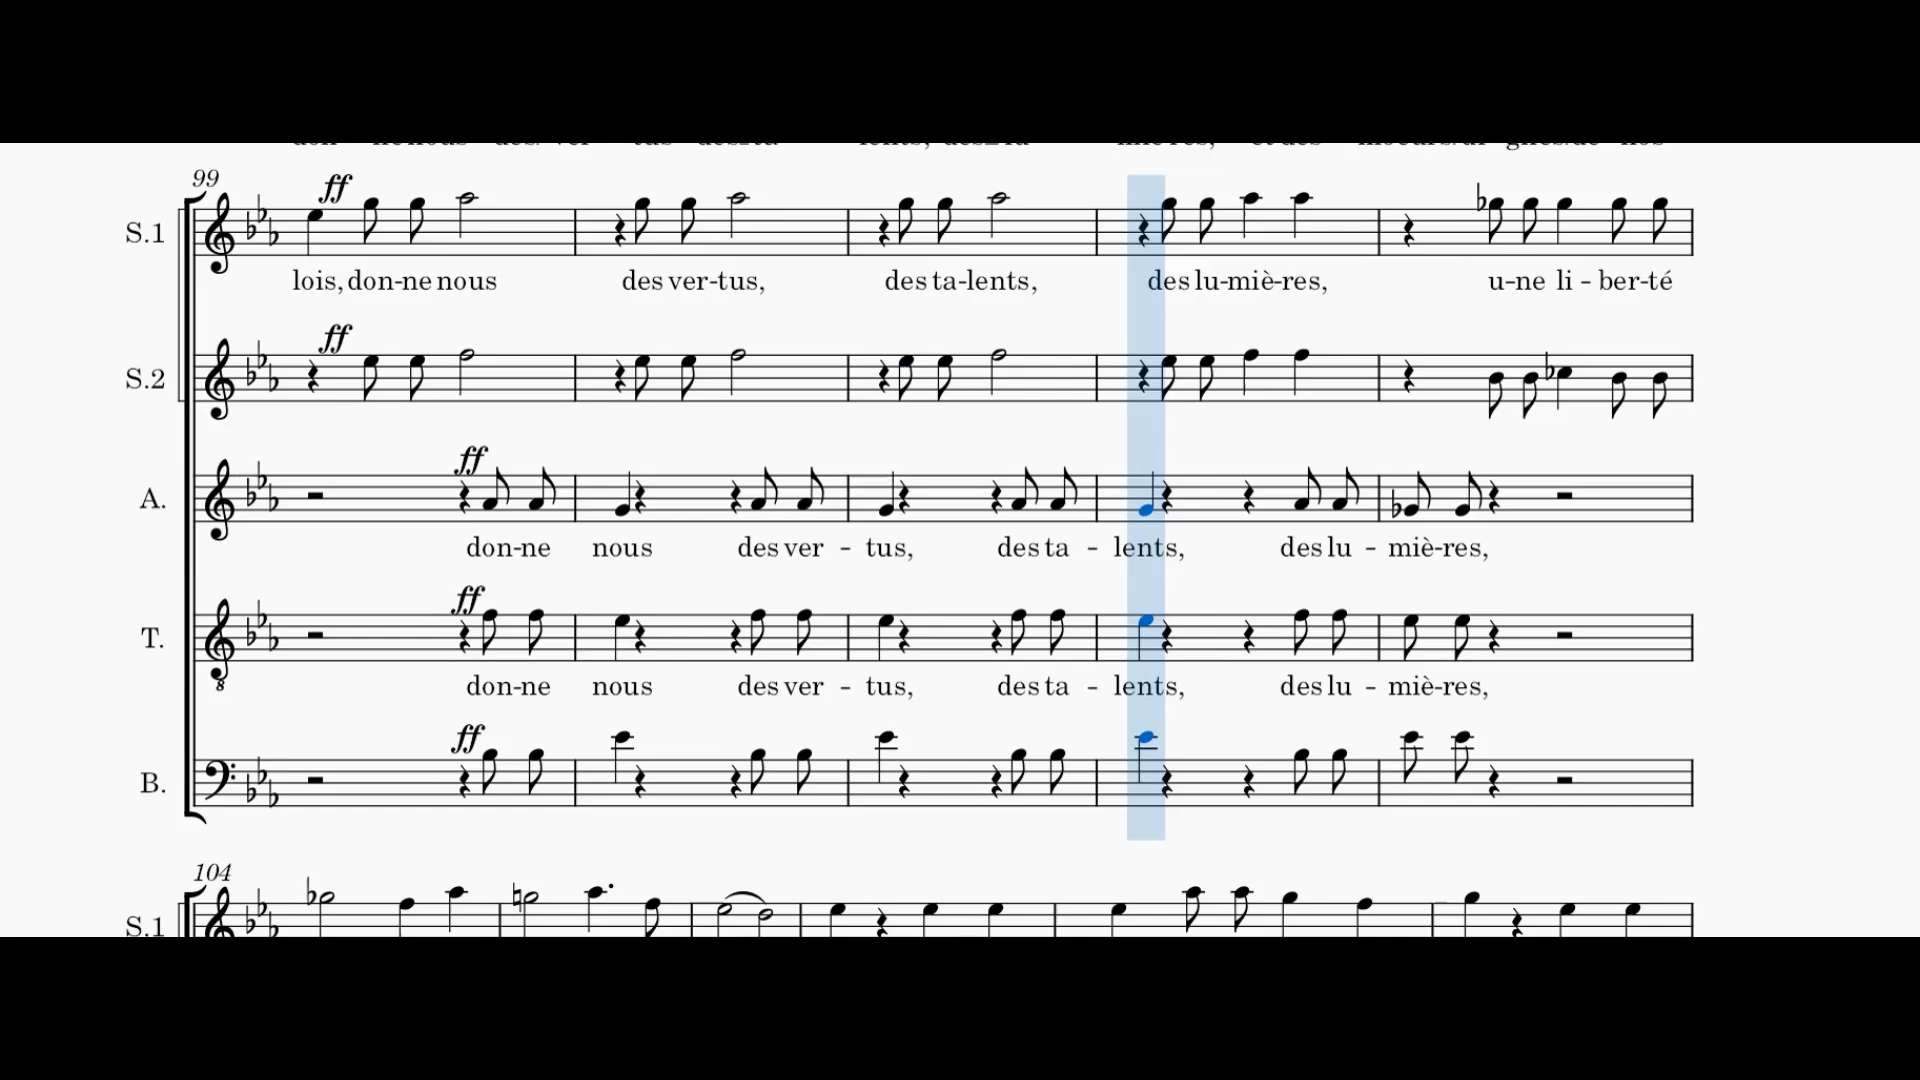 99
ff
S.1
lois, don-ne nous des ver-tus, des ta-lents, des lu-miè-res, u-ne li - ber-té
ff
S.2
ff
A.
don-ne nous des ver - tus, des ta - lents, des lu - miè-res,
ff
T.
8
don-ne nous des ver - tus, des ta - lents, des lu - miè-res,
ff
B.
104
S.1